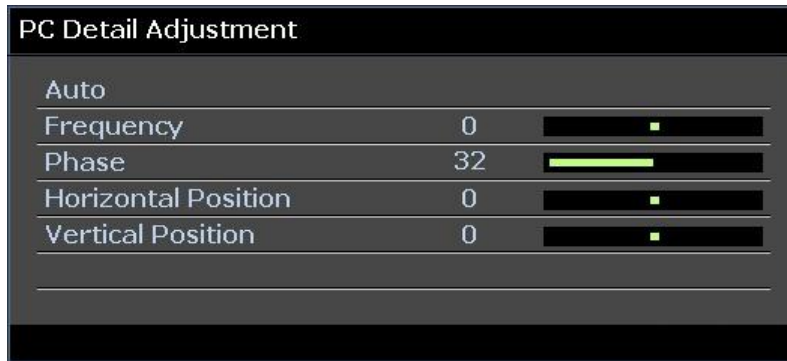 PC Detail Adjustment
Auto
Frequency 0
Phase 32
Horizontal Position 0
Vertical Position 0